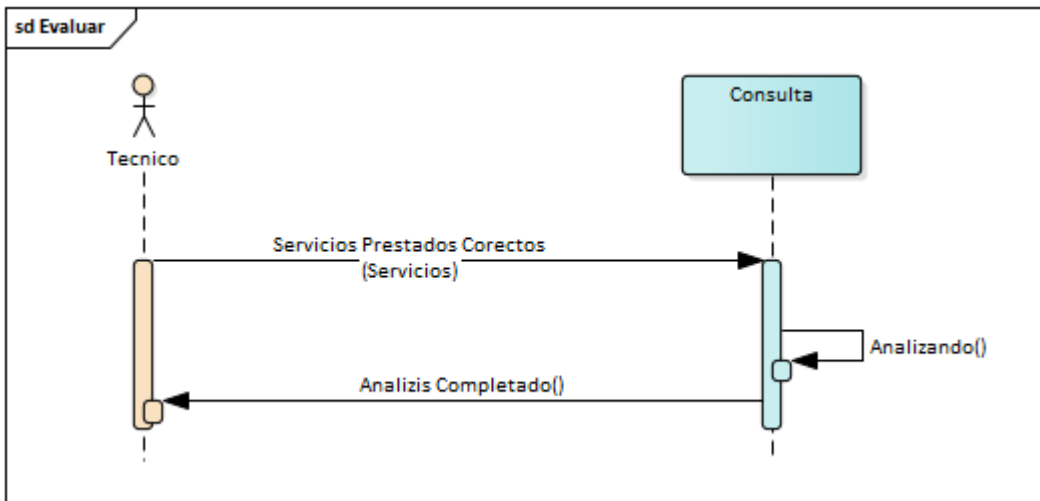 sd Evaluar
Consulta
Tecnico
Servicios Prestados Corectos
(Servicios)
Analizando()
Analizis Completado()